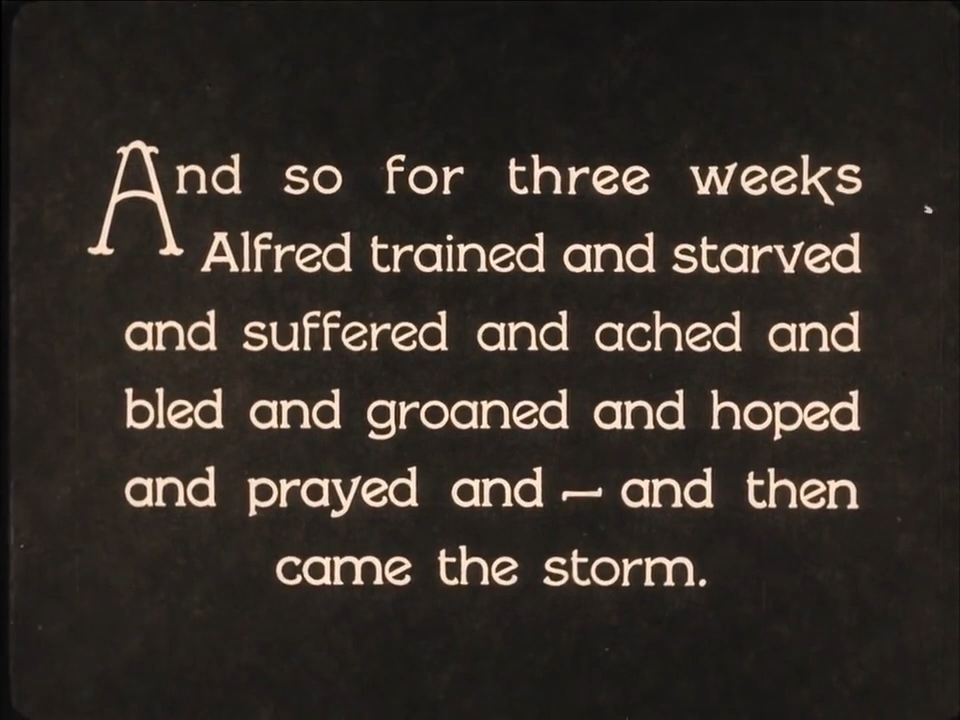 And so for three weeks
Alfred trained and starved
and suffered and ached and
bled and groaned and hoped
and prayed and — and then
came the storm.